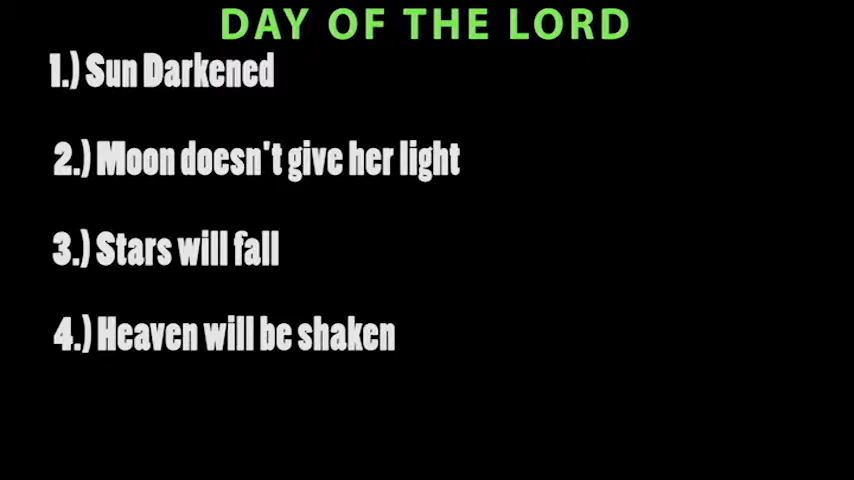 DAY OF THE LORD
1.) Sun Darkened
2.) Moon doesn't give her light
3.) Stars will fall
4.) Heaven will be shaken